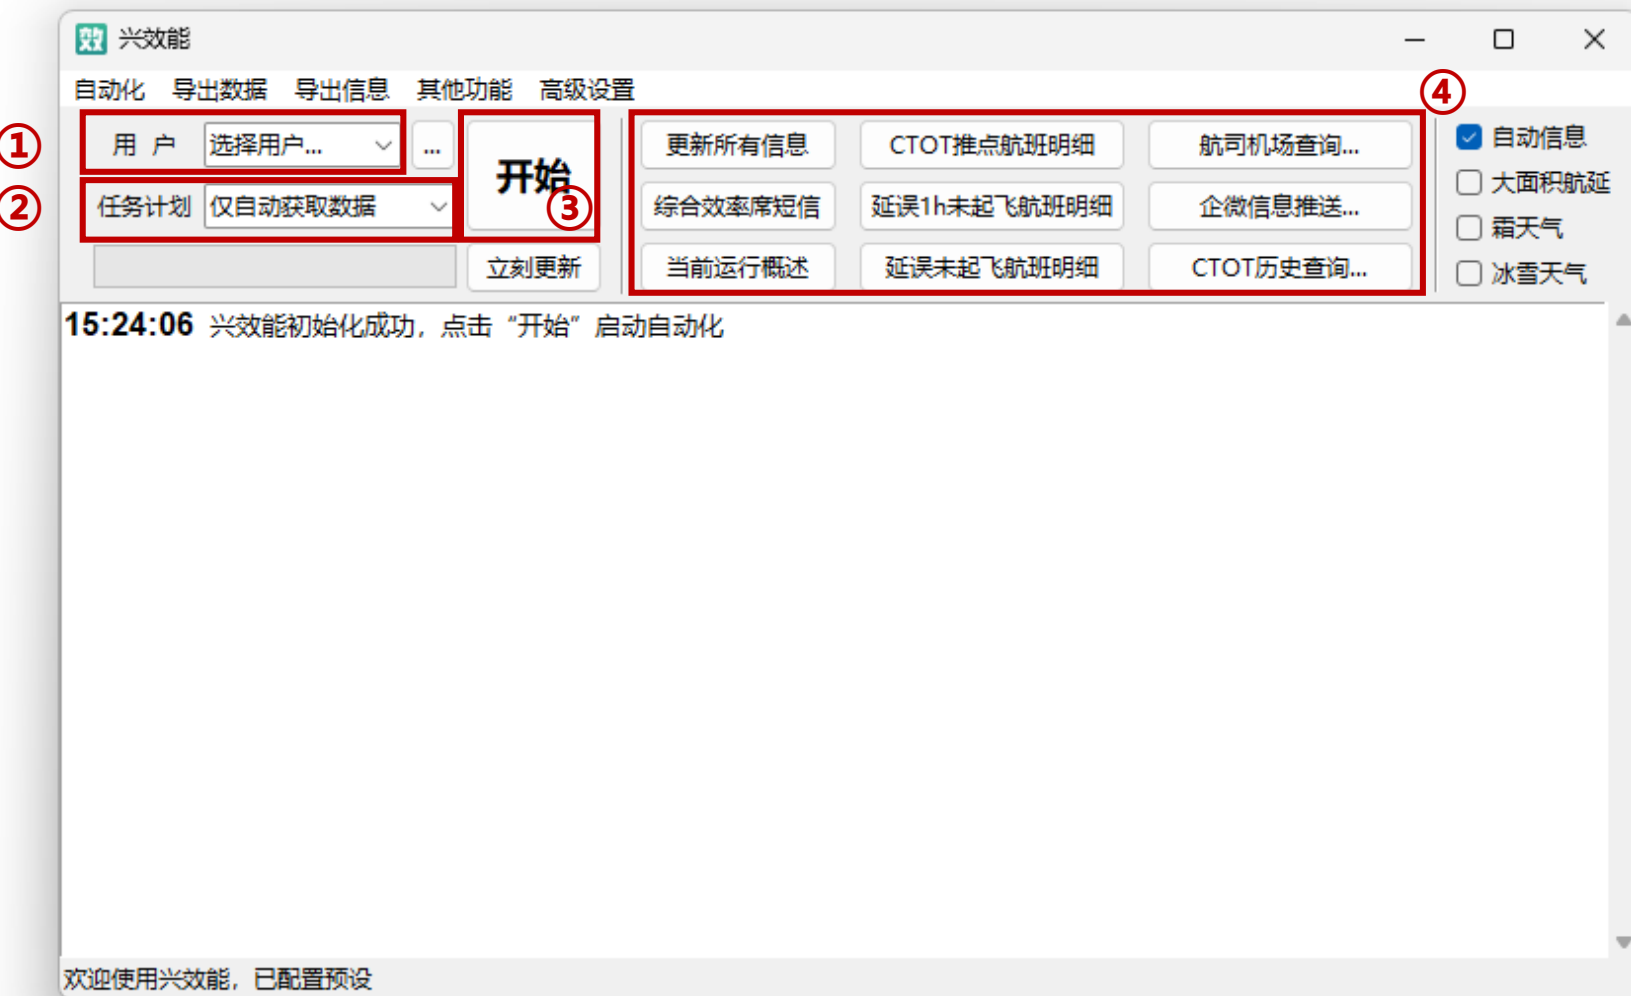 效 兴效能
自动化 导出数据 导出信息 其他功能 高级设置
④
① 用 户 选择用户... ...
② 任务计划 仅自动获取数据
开始
③
立刻更新
更新所有信息 CTOT推点航班明细 航司机场查询...
综合效率席短信 延误1h未起飞航班明细 企微信息推送...
当前运行概述 延误未起飞航班明细 CTOT历史查询...
自动信息
大面积航延
霜天气
冰雪天气
15:24:06 兴效能初始化成功，点击“开始”启动自动化
欢迎使用兴效能，已配置预设